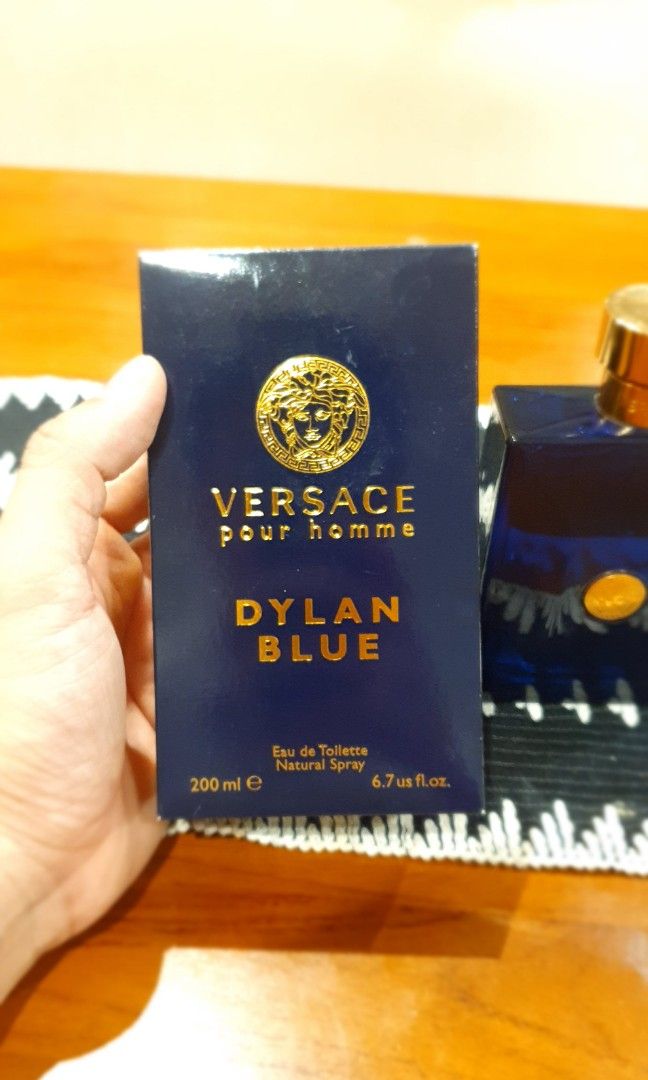 VERSACE
pour homme
DYLAN
BLUE
Eau de Toilette
Natural Spray
200 ml ℮ 6.7 us fl.oz.